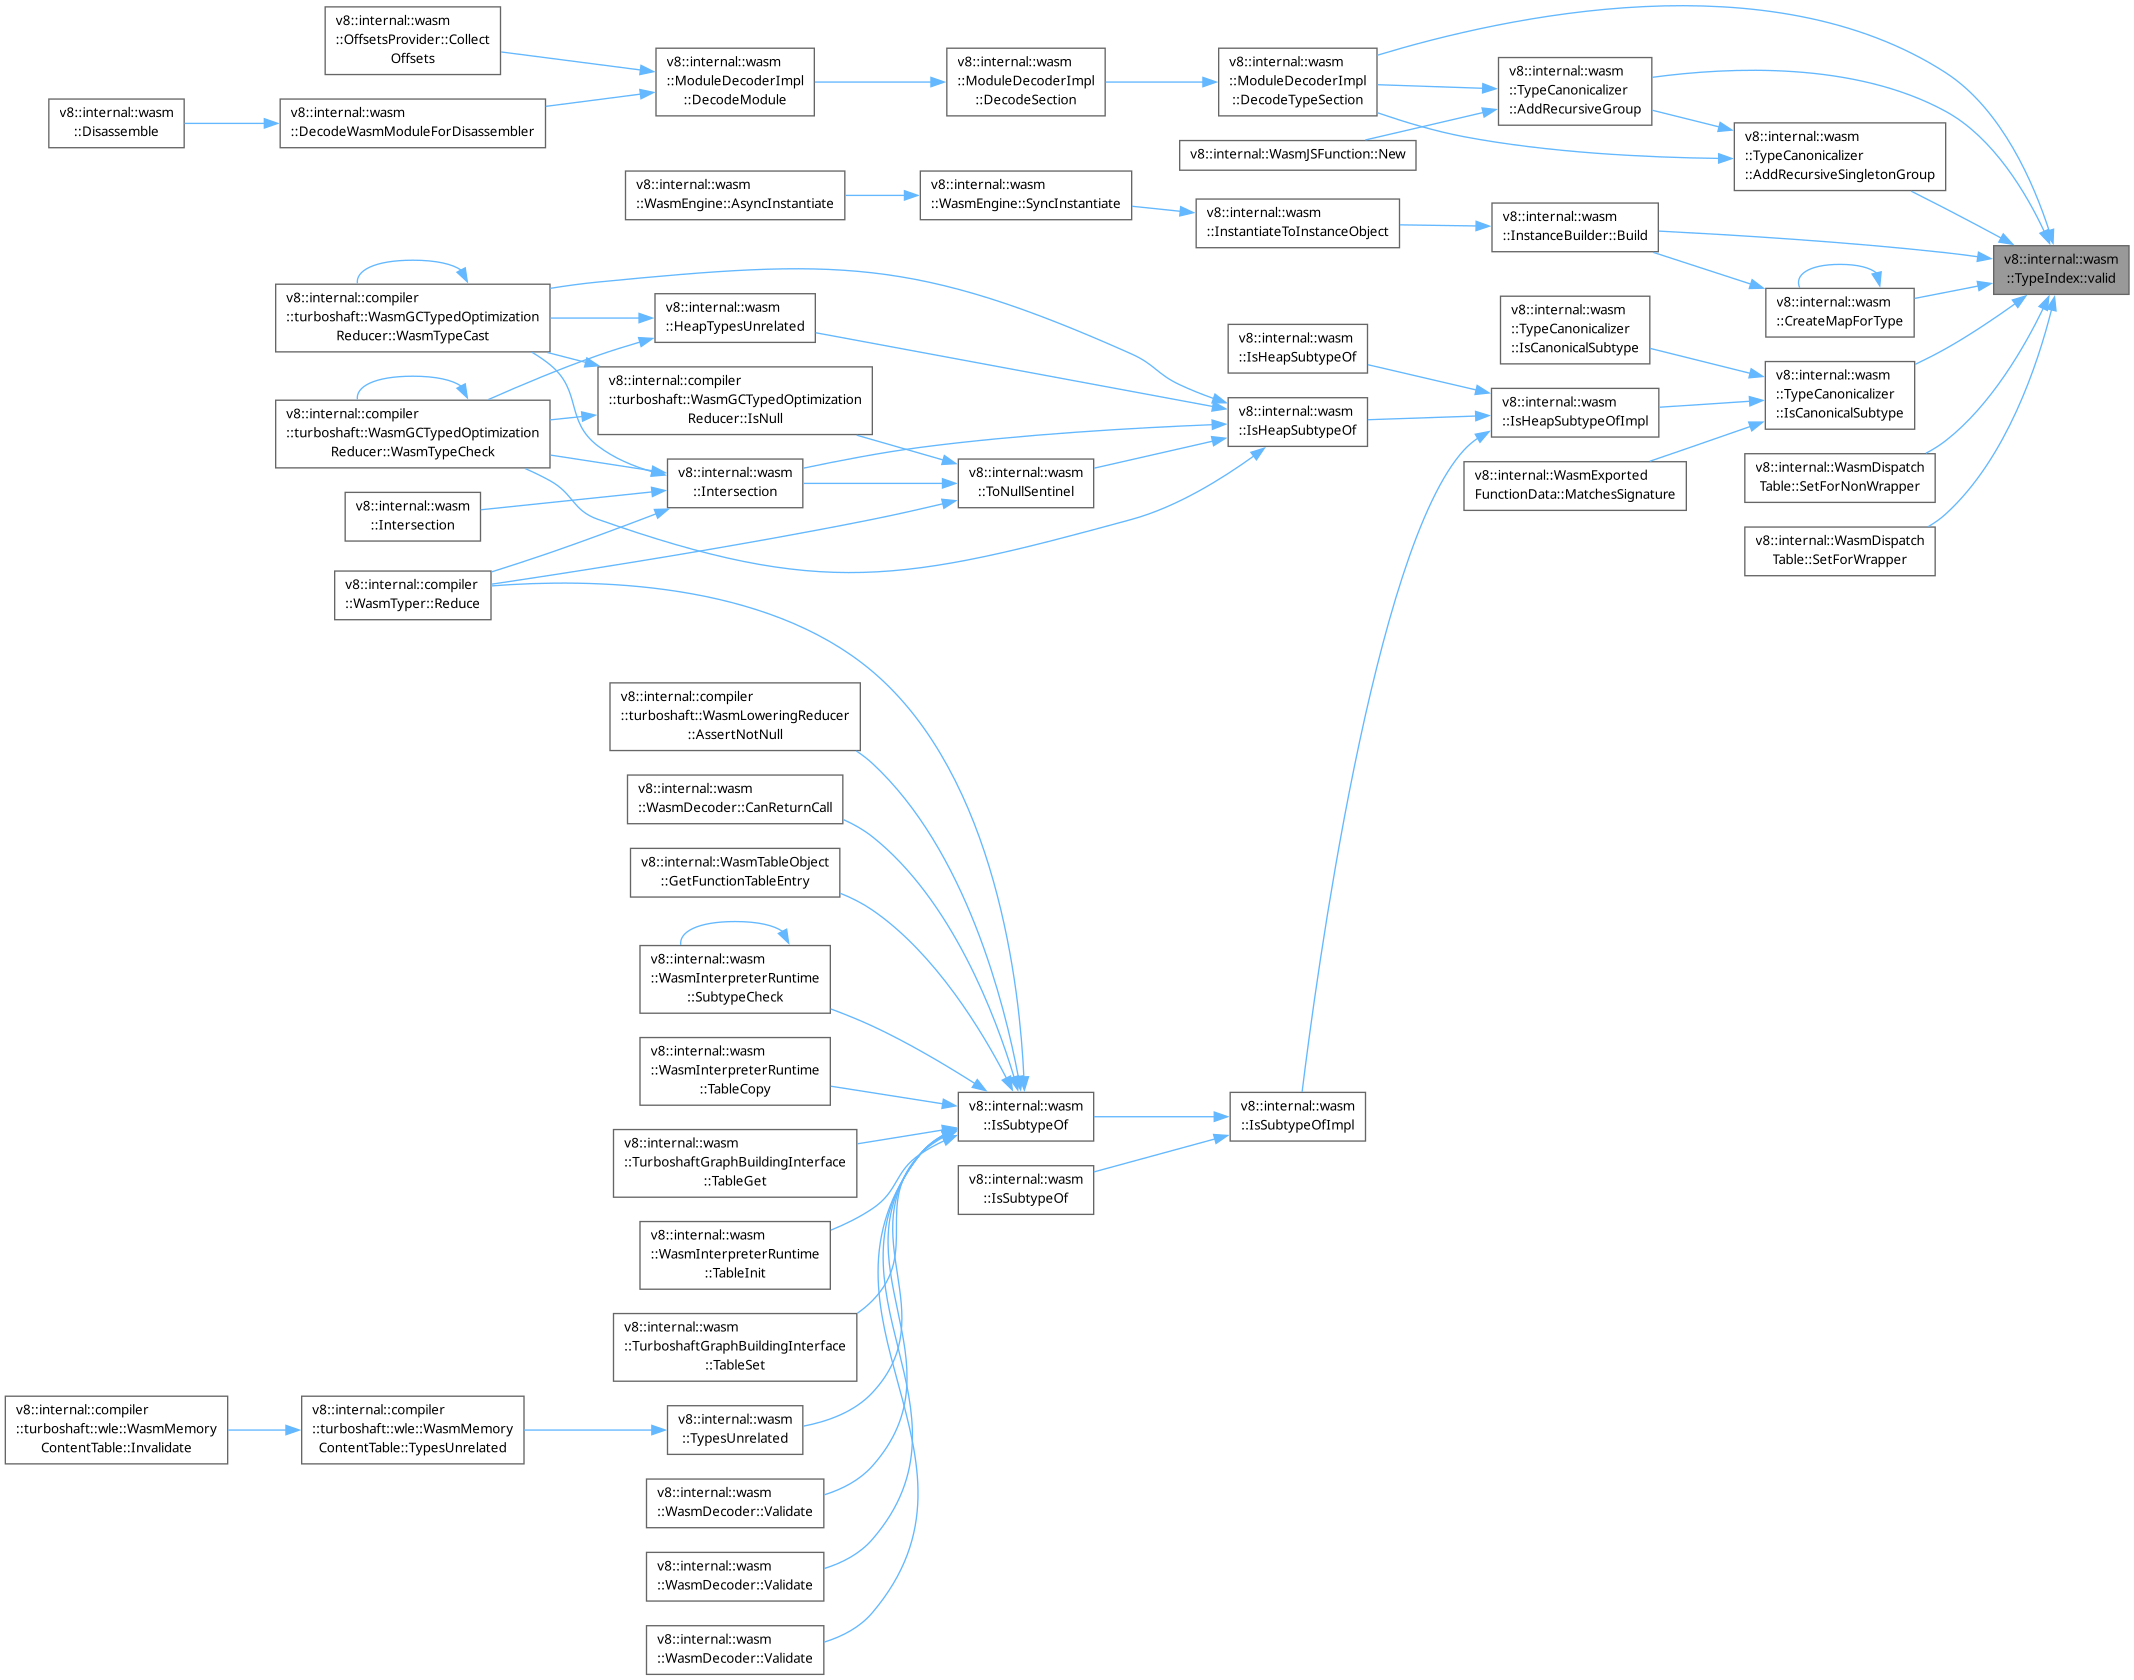 v8::internal::wasm
::OffsetsProvider::Collect
Offsets
v8::internal::wasm
::ModuleDecoderImpl
::DecodeModule
v8::internal::wasm
::ModuleDecoderImpl
::DecodeSection
v8::internal::wasm
::ModuleDecoderImpl
::DecodeTypeSection
v8::internal::wasm
::TypeCanonicalizer
::AddRecursiveGroup
v8::internal::wasm
::Disassemble
v8::internal::wasm
::DecodeWasmModuleForDisassembler
v8::internal::WasmJSFunction::New
v8::internal::wasm
::TypeCanonicalizer
::AddRecursiveSingletonGroup
v8::internal::wasm
::WasmEngine::AsyncInstantiate
v8::internal::wasm
::WasmEngine::SyncInstantiate
v8::internal::wasm
::InstantiateToInstanceObject
v8::internal::wasm
::InstanceBuilder::Build
v8::internal::wasm
::TypeIndex::valid
v8::internal::compiler
::turboshaft::WasmGCTypedOptimization
Reducer::WasmTypeCast
v8::internal::wasm
::HeapTypesUnrelated
v8::internal::wasm
::CreateMapForType
v8::internal::wasm
::TypeCanonicalizer
::IsCanonicalSubtype
v8::internal::wasm
::IsHeapSubtypeOf
v8::internal::compiler
::turboshaft::WasmGCTypedOptimization
Reducer::IsNull
v8::internal::wasm
::TypeCanonicalizer
::IsCanonicalSubtype
v8::internal::compiler
::turboshaft::WasmGCTypedOptimization
Reducer::WasmTypeCheck
v8::internal::wasm
::IsHeapSubtypeOf
v8::internal::wasm
::IsHeapSubtypeOfImpl
v8::internal::wasm
::Intersection
v8::internal::wasm
::ToNullSentinel
v8::internal::WasmExported
FunctionData::MatchesSignature
v8::internal::WasmDispatch
Table::SetForNonWrapper
v8::internal::wasm
::Intersection
v8::internal::WasmDispatch
Table::SetForWrapper
v8::internal::compiler
::WasmTyper::Reduce
v8::internal::compiler
::turboshaft::WasmLoweringReducer
::AssertNotNull
v8::internal::wasm
::WasmDecoder::CanReturnCall
v8::internal::WasmTableObject
::GetFunctionTableEntry
v8::internal::wasm
::WasmInterpreterRuntime
::SubtypeCheck
v8::internal::wasm
::WasmInterpreterRuntime
::TableCopy
v8::internal::wasm
::IsSubtypeOf
v8::internal::wasm
::IsSubtypeOfImpl
v8::internal::wasm
::TurboshaftGraphBuildingInterface
::TableGet
v8::internal::wasm
::IsSubtypeOf
v8::internal::wasm
::WasmInterpreterRuntime
::TableInit
v8::internal::wasm
::TurboshaftGraphBuildingInterface
::TableSet
v8::internal::compiler
::turboshaft::wle::WasmMemory
ContentTable::Invalidate
v8::internal::compiler
::turboshaft::wle::WasmMemory
ContentTable::TypesUnrelated
v8::internal::wasm
::TypesUnrelated
v8::internal::wasm
::WasmDecoder::Validate
v8::internal::wasm
::WasmDecoder::Validate
v8::internal::wasm
::WasmDecoder::Validate